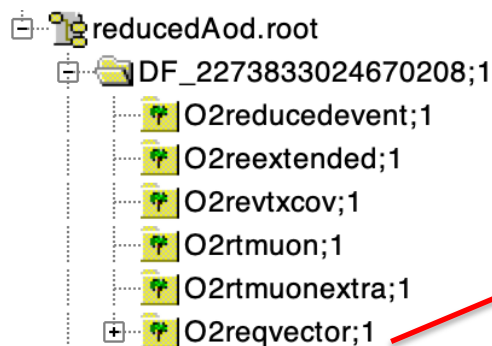 reducedAod.root
DF_2273833024670208;1
O2reducedevent;1
O2reextended;1
O2revtxcov;1
O2rtmuon;1
O2rtmuonextra;1
O2reqvector;1